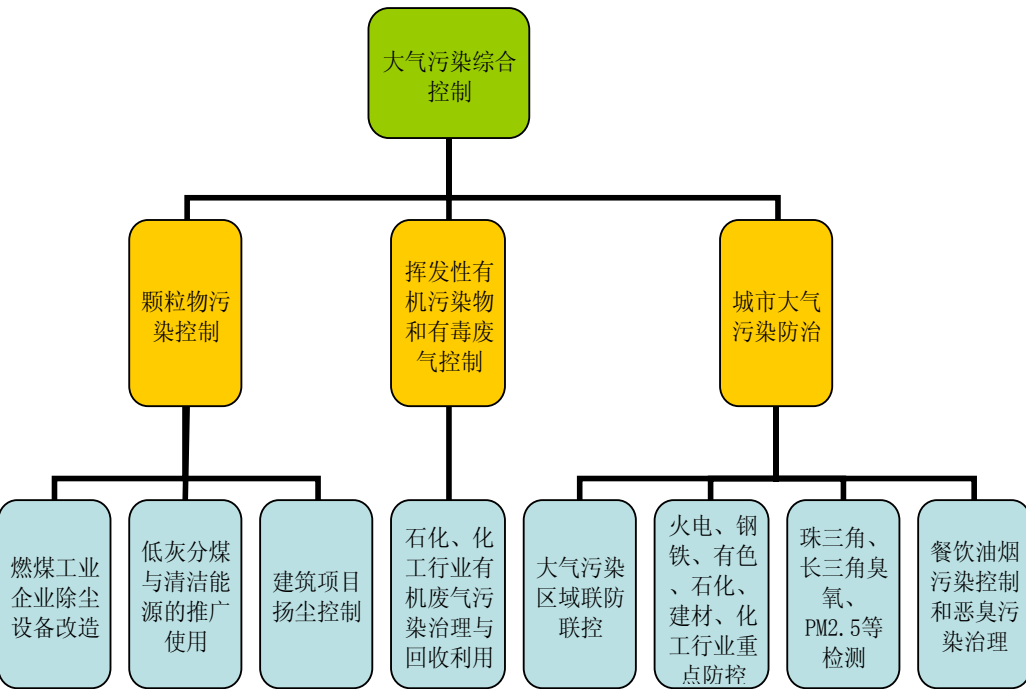 大气污染综合
控制
颗粒物污
染控制
挥发性有
机污染物
和有毒废
气控制
城市大气
污染防治
燃煤工业
企业除尘
设备改造
低灰分煤
与清洁能
源的推广
使用
建筑项目
扬尘控制
石化、化
工行业有
机废气污
染治理与
回收利用
大气污染
区域联防
联控
火电、钢
铁、有色
、石化、
建材、化
工行业重
点防控
珠三角、
长三角臭
氧、
PM2.5等
检测
餐饮油烟
污染控制
和恶臭污
染治理